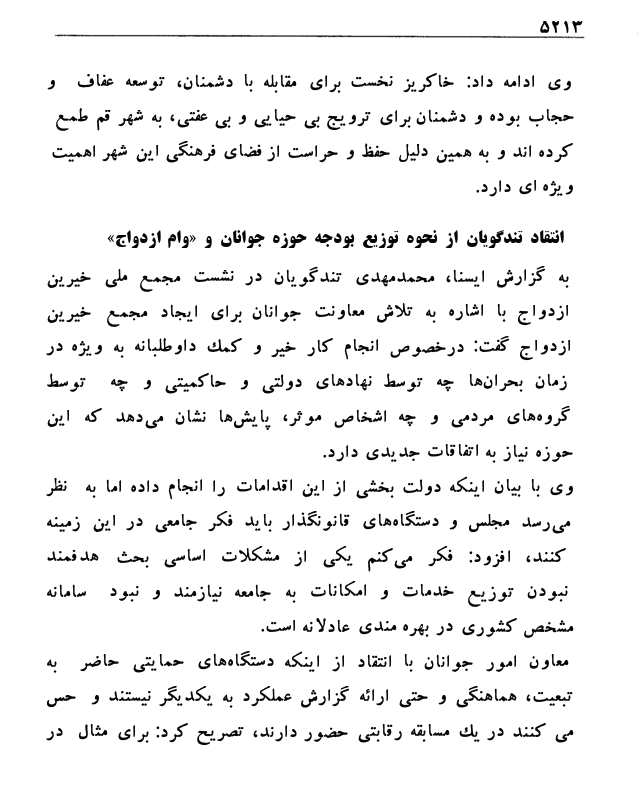 ۵۲۱۳
وی ادامه داد: خاکریز نخست برای مقابله با دشمنان، توسعه عفاف و
حجاب بوده و دشمنان برای ترویج بی حیایی و بی عفتی، به شهر قم طمع
کرده اند و به همین دلیل حفظ و حراست از فضای فرهنگی این شهر اهمیت
ویژه ای دارد.
انتقاد تندگویان از نحوه توزیع بودجه حوزه جوانان و «وام ازدواج»
به گزارش ایسنا، محمدمهدی تندگویان در نشست مجمع ملی خیرین
ازدواج با اشاره به تلاش معاونت جوانان برای ایجاد مجمع خیرین
ازدواج گفت: درخصوص انجام کار خیر و کمك داوطلبانه به ویژه در
زمان بحران‌ها چه توسط نهادهای دولتی و حاکمیتی و چه توسط
گروه‌های مردمی و چه اشخاص موثر، پایش‌ها نشان می‌دهد که این
حوزه نیاز به اتفاقات جدیدی دارد.
وی با بیان اینکه دولت بخشی از این اقدامات را انجام داده اما به نظر
می‌رسد مجلس و دستگاه‌های قانونگذار باید فکر جامعی در این زمینه
کنند، افزود: فکر می‌کنم یکی از مشکلات اساسی بحث هدفمند
نبودن توزیع خدمات و امکانات به جامعه نیازمند و نبود سامانه
مشخص کشوری در بهره مندی عادلانه است.
معاون امور جوانان با انتقاد از اینکه دستگاه‌های حمایتی حاضر به
تبعیت، هماهنگی و حتی ارائه گزارش عملکرد به یکدیگر نیستند و حس
می کنند در یك مسابقه رقابتی حضور دارند، تصریح کرد: برای مثال در